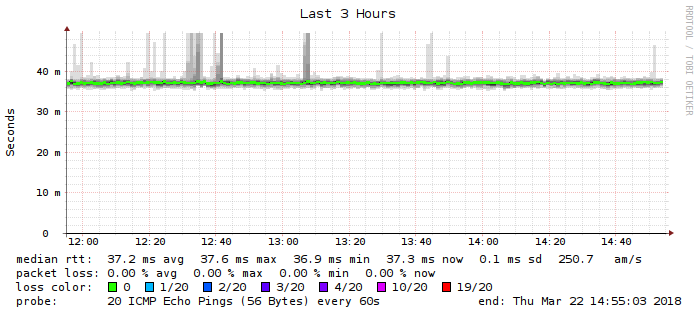 Last 3 Hours
RRDTOOL / TOBI OETIKER
Seconds
40 m
30 m
20 m
10 m
0
12:00 12:20 12:40 13:00 13:20 13:40 14:00 14:20 14:40
median rtt: 37.2 ms avg 37.6 ms max 36.9 ms min 37.3 ms now 0.1 ms sd 250.7 am/s
packet loss: 0.00 % avg 0.00 % max 0.00 % min 0.00 % now
loss color: 0 1/20 2/20 3/20 4/20 10/20 19/20
probe: 20 ICMP Echo Pings (56 Bytes) every 60s end: Thu Mar 22 14:55:03 2018